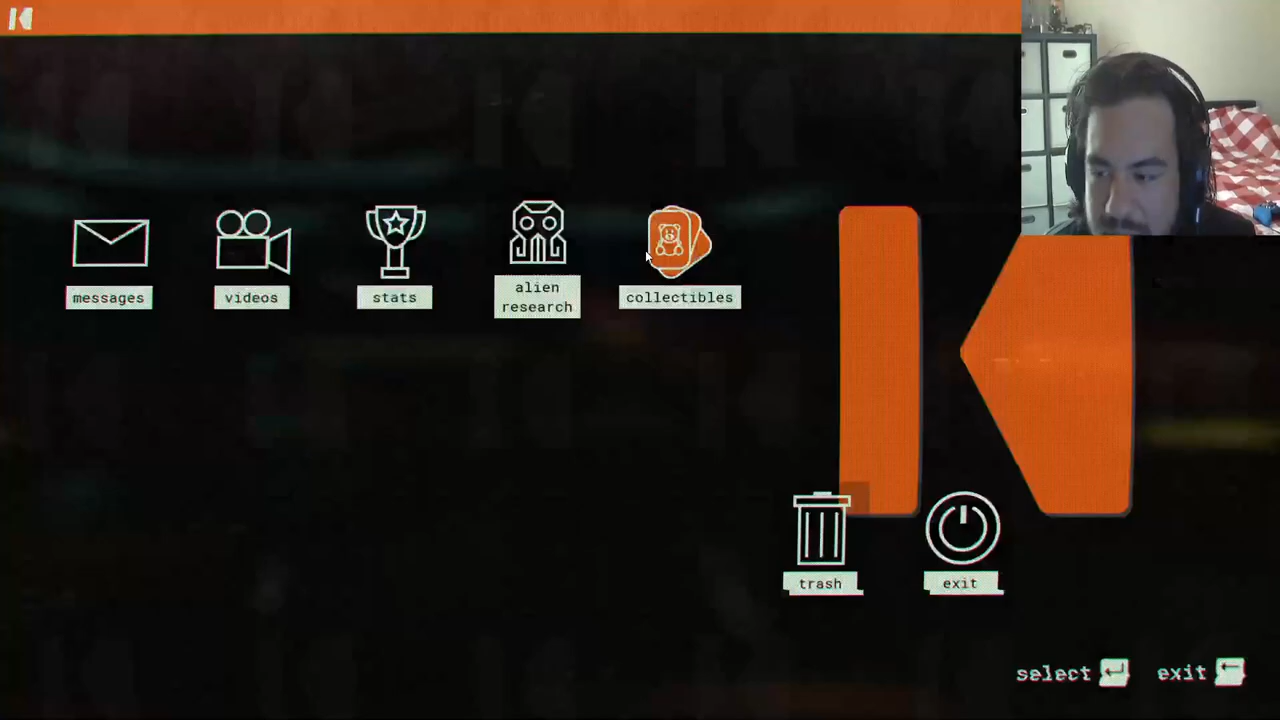 messages
videos
stats
alien
research
collectibles
trash
exit
select
exit